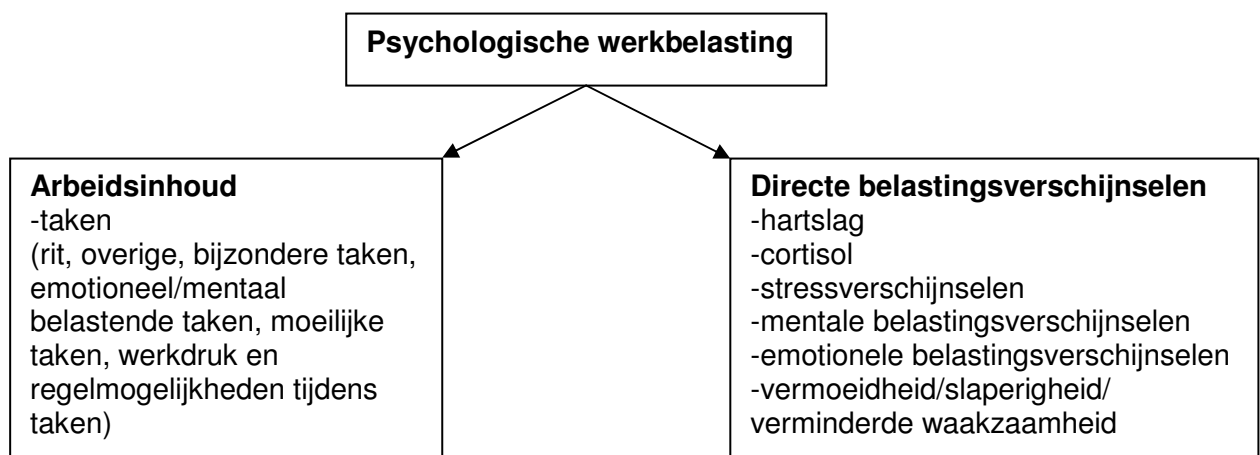 Psychologische werkbelasting
Arbeidsinhoud
-taken
(rit, overige, bijzondere taken,
emotioneel/mentaal
belastende taken, moeilijke
taken, werkdruk en
regelmogelijkheden tijdens
taken)
Directe belastingsverschijnselen
-hartslag
-cortisol
-stressverschijnselen
-mentale belastingsverschijnselen
-emotionele belastingsverschijnselen
-vermoeidheid/slaperigheid/
verminderde waakzaamheid